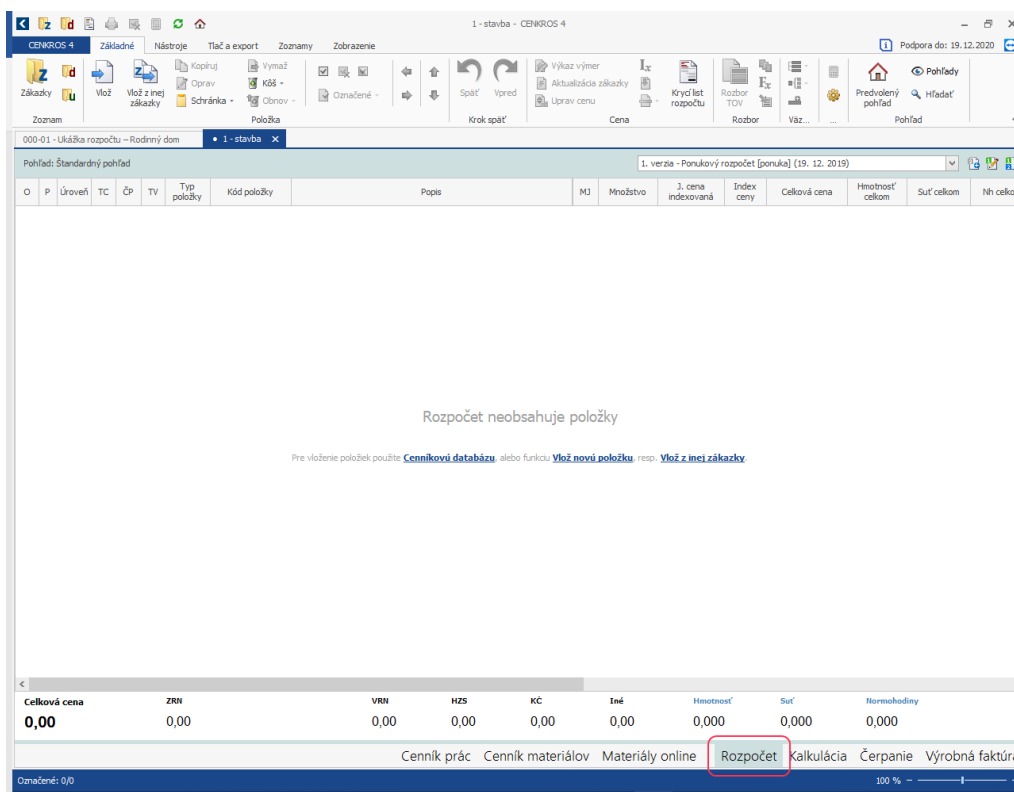 1 - stavba - CENKROS 4
CENKROS 4 Základné Nástroje Tlač a export Zoznamy Zobrazenie Podpora do: 19.12.2020
Zákazky Vlož Vlož z inej zákazky Kopíruj Oprav Schránka Vymaž Kôš Obnov Označené Späť Vpred Výkaz výmer Aktualizácia zákazky Uprav cenu Krycí list rozpočtu Rozbor TOV Predvolený pohľad Pohľady Hľadať
Zoznam Položka Krok späť Cena Rozbor Väz... ... Pohľad
000-01 - Ukážka rozpočtu – Rodinný dom 1 - stavba
Pohľad: Štandardný pohľad 1. verzia - Ponukový rozpočet [ponuka] (19. 12. 2019)
O P Úroveň TC ČP TV Typ položky Kód položky Popis MJ Množstvo J. cena indexovaná Index ceny Celková cena Hmotnosť celkom Suť celkom Nh celko
Rozpočet neobsahuje položky
Pre vloženie položiek použite Cenníkovú databázu, alebo funkciu Vlož novú položku, resp. Vlož z inej zákazky.
Celková cena ZRN VRN HZS KČ Iné Hmotnosť Suť Normohodiny
0,00 0,00 0,00 0,00 0,00 0,00 0,000 0,000 0,000
Cenník prác Cenník materiálov Materiály online Rozpočet Kalkulácia Čerpanie Výrobná faktúra
Označené: 0/0 100 %